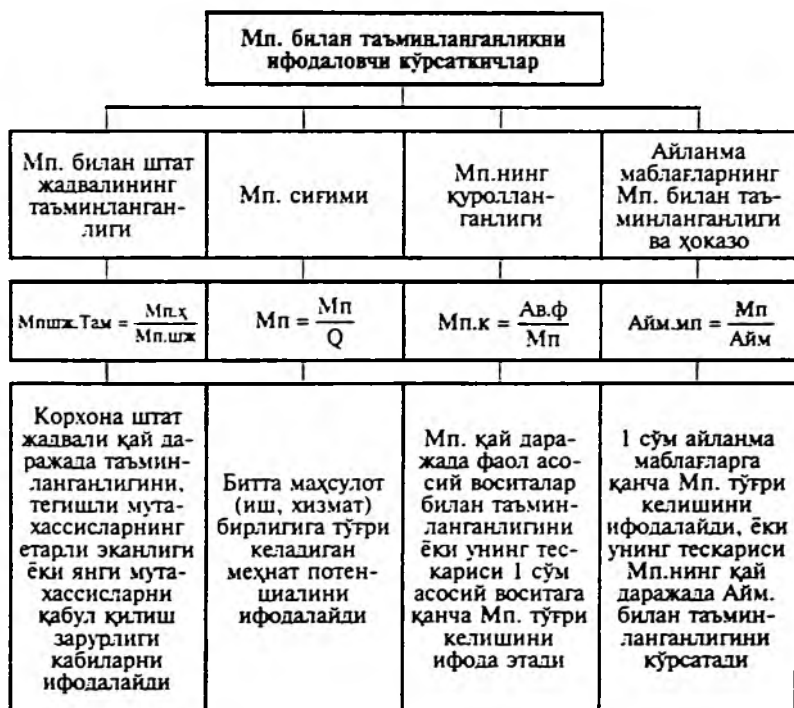 Мп. билан таъминланганликни
ифодаловчи кўрсаткичлар
Мп. билан штат
жадвалининг
таъминланган-
лиги
Мп. сиғими
Мп.нинг
қуролланган-
лиги
Айланма
маблағларнинг
Мп. билан таъ-
минланганлиги
ва ҳоказо
Мпшж.Там = Мп.ҳ / Мп.шж
Мп = Мп / Q
Мп.к = Ав.ф / Мп
Айм.мп = Мп / Айм
Корхона штат
жадвали қай да-
ражада таъмин-
ланганлигини,
тегишли мута-
хассисларнинг
етарли эканлиги
ёки янги мута-
хассисларни
қабул қилиш
зарурлиги
кабиларни
ифодалайди
Битта маҳсулот
(иш, хизмат)
бирлигига тўғри
келадиган
меҳнат потен-
циалини
ифодалайди
Мп. қай дара-
жада фаол асо-
сий воситалар
билан таъмин-
ланганлигини
ёки унинг тес-
кариси 1 сўм
асосий воситага
қанча Мп. тўғри
келишини
ифода этади
1 сўм айланма
маблағларга
қанча Мп. тўғри
келишини
ифодалайди, ёки
унинг тескариси
Мп.нинг қай
даражада Айм.
билан таъмин-
ланганлигини
кўрсатади